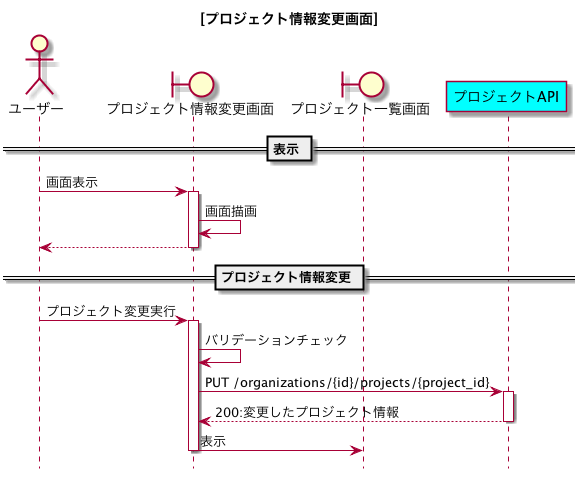 [プロジェクト情報変更画面]
ユーザー
プロジェクト情報変更画面
プロジェクト一覧画面
プロジェクトAPI
表示
画面表示
画面描画
プロジェクト情報変更
プロジェクト変更実行
バリデーションチェック
PUT /organizations/{id}/projects/{project_id}
200:変更したプロジェクト情報
表示